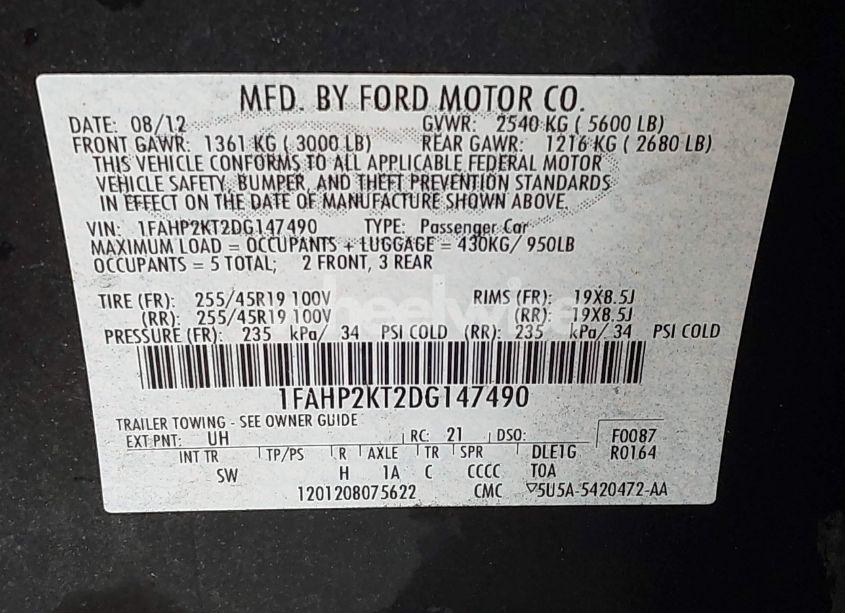 MFD. BY FORD MOTOR CO.
DATE: 08/12 GVWR: 2540 KG ( 5600 LB)
FRONT GAWR: 1361 KG ( 3000 LB) REAR GAWR: 1216 KG ( 2680 LB)
THIS VEHICLE CONFORMS TO ALL APPLICABLE FEDERAL MOTOR
VEHICLE SAFETY, BUMPER, AND THEFT PREVENTION STANDARDS
IN EFFECT ON THE DATE OF MANUFACTURE SHOWN ABOVE.
VIN: 1FAHP2KT2DG147490 TYPE: Passenger Car
MAXIMUM LOAD = OCCUPANTS + LUGGAGE = 430KG/ 950LB
OCCUPANTS = 5 TOTAL; 2 FRONT, 3 REAR
TIRE (FR): 255/45R19 100V RIMS (FR): 19X8.5J
(RR): 255/45R19 100V (RR): 19X8.5J
PRESSURE (FR): 235 kPa/ 34 PSI COLD (RR): 235 kPa/ 34 PSI COLD
1FAHP2KT2DG147490
TRAILER TOWING - SEE OWNER GUIDE
EXT PNT: UH RC: 21 DSO: F0087
INT TR TP/PS R AXLE TR SPR DLE1G R0164
SW H 1A C CCCC TOA
1201208075622 CMC ▽5U5A-5420472-AA